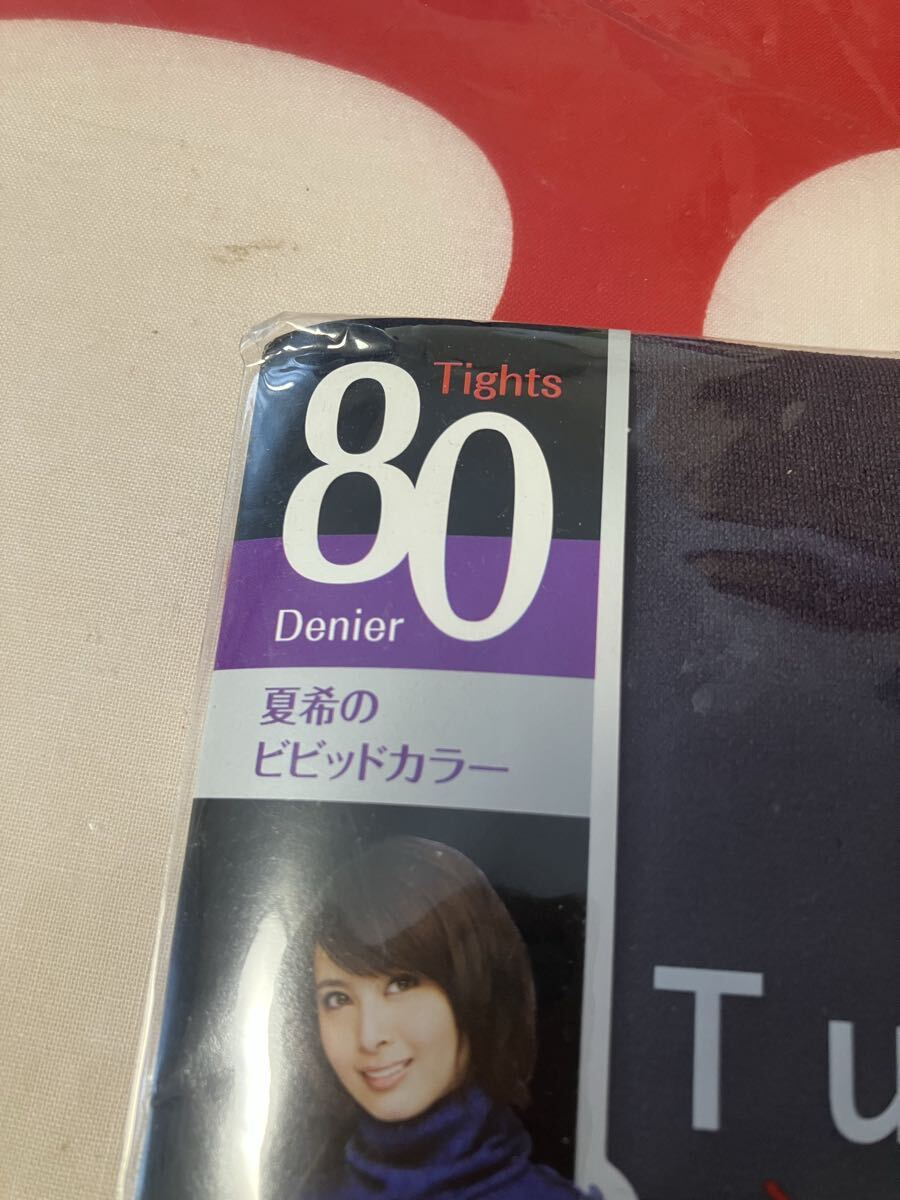 Tights
80
Denier
夏希の
ビビッドカラー
Tu